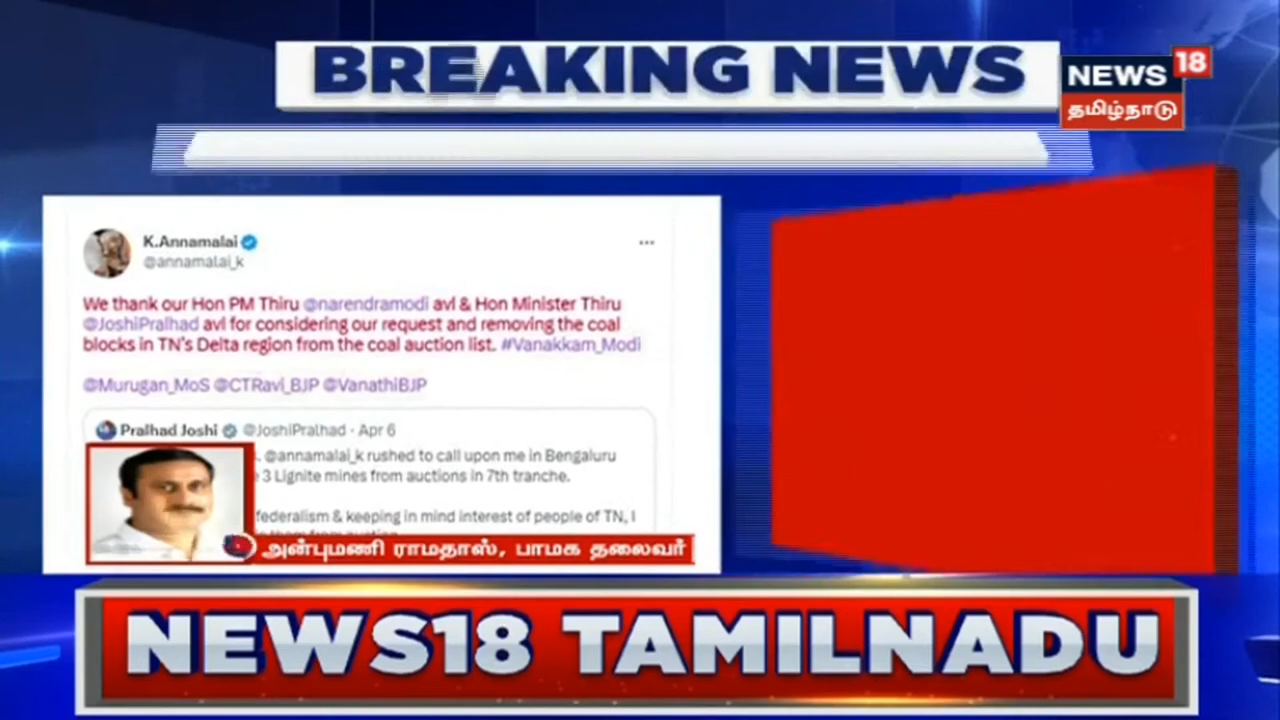 BREAKING NEWS
NEWS 18
தமிழ்நாடு
K.Annamalai
@annamalai_k
We thank our Hon PM Thiru @narendramodi avl & Hon Minister Thiru
@JoshiPralhad avl for considering our request and removing the coal
blocks in TN's Delta region from the coal auction list. #Vanakkam_Modi
@Murugan_MoS @CTRavi_BJP @VanathiBJP
Pralhad Joshi @JoshiPralhad · Apr 6
@annamalai_k rushed to call upon me in Bengaluru
3 Lignite mines from auctions in 7th tranche.
federalism & keeping in mind interest of people of TN, I
அன்புமணி ராமதாஸ், பாமக தலைவர்
NEWS18 TAMILNADU